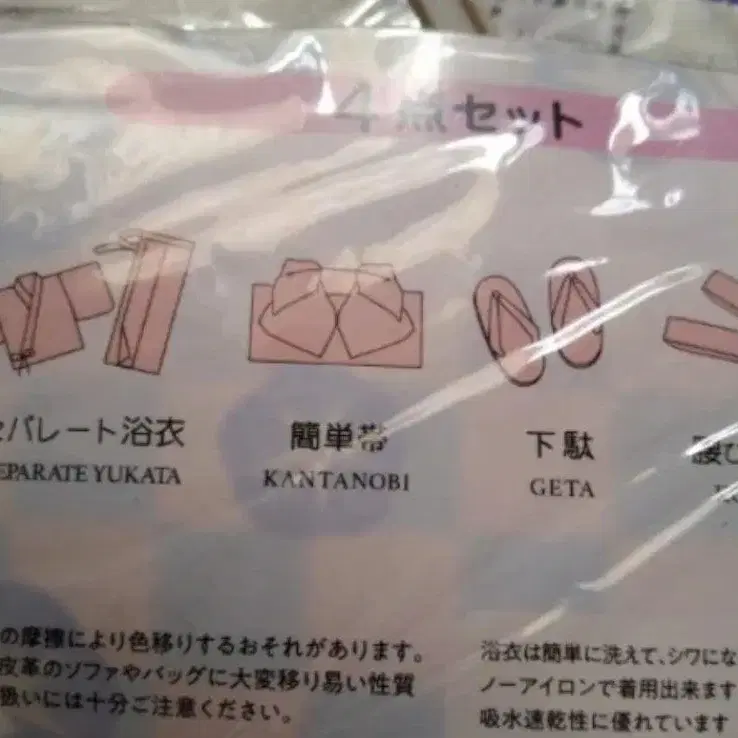 4点セット
パレート浴衣
EPARATE YUKATA
簡単帯
KANTANOBI
下駄
GETA
腰ひ
の摩擦により色移りするおそれがあります。
皮革のソファやバッグに大変移り易い性質
扱いには十分ご注意ください。
浴衣は簡単に洗えて、シワにな
ノーアイロンで着用出来ます
吸水速乾性に優れています